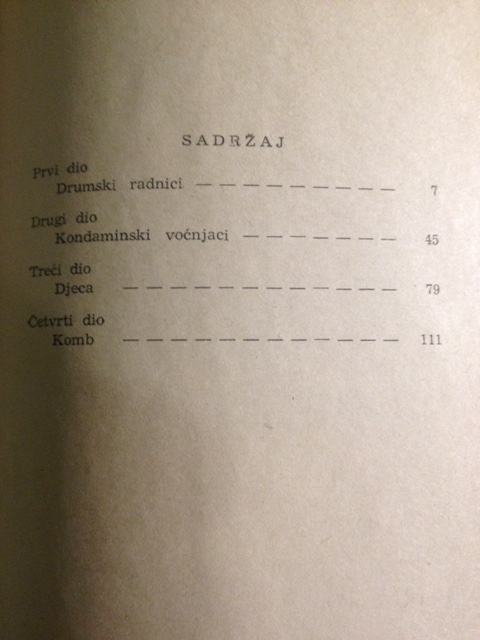 SADRŽAJ
Prvi dio
Drumski radnici — — — — — — — — — 7
Drugi dio
Kondaminski voćnjaci — — — — — — — 45
Treći dio
Djeca — — — — — — — — — — — — 79
Četvrti dio
Komb — — — — — — — — — — — — 111